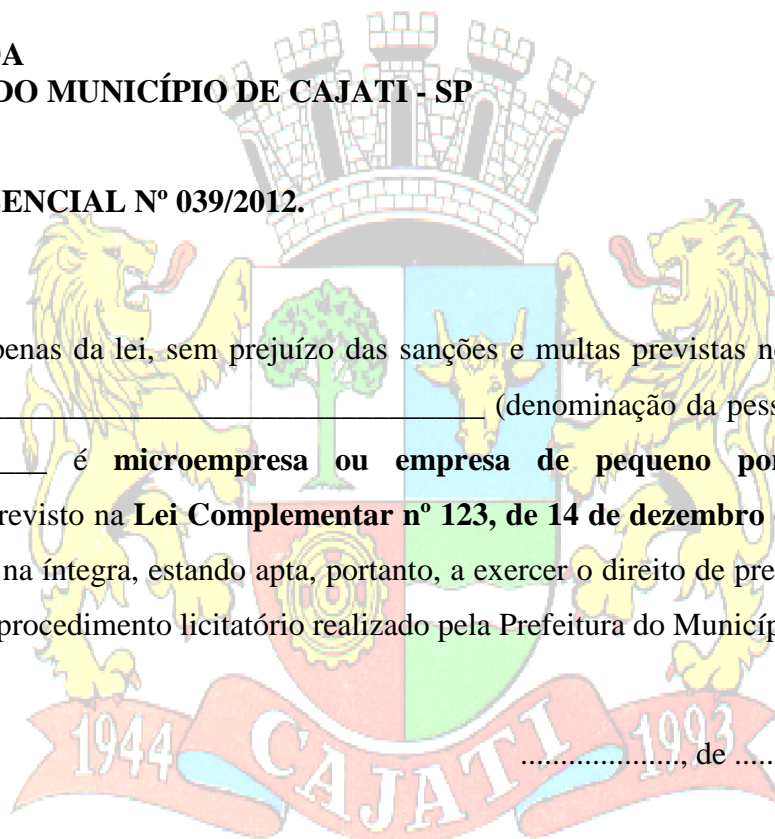 DA
DO MUNICÍPIO DE CAJATI - SP
SENCIAL Nº 039/2012.
penas da lei, sem prejuízo das sanções e multas previstas n
_________________________________ (denominação da pess
____ é microempresa ou empresa de pequeno por
revisto na Lei Complementar nº 123, de 14 de dezembro
na íntegra, estando apta, portanto, a exercer o direito de pre
procedimento licitatório realizado pela Prefeitura do Municíp
...................., de .....
1944 CAJATI 1993